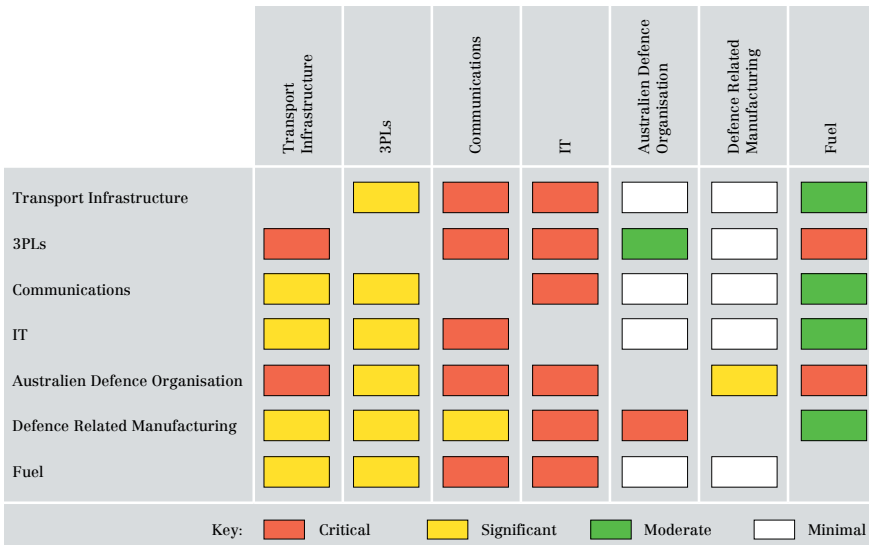 Transport
Infrastructure
3PLs
Communications
IT
Australien Defence
Organisation
Defence Related
Manufacturing
Fuel
Transport Infrastructure
3PLs
Communications
IT
Australien Defence Organisation
Defence Related Manufacturing
Fuel
Key: Critical Significant Moderate Minimal